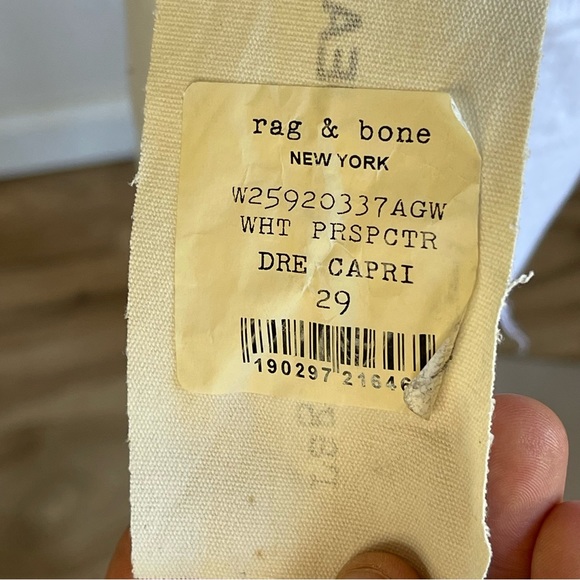 rag & bone
NEW YORK
W25920337AGW
WHT PRSPCTR
DRE CAPRI
29
190297 21646